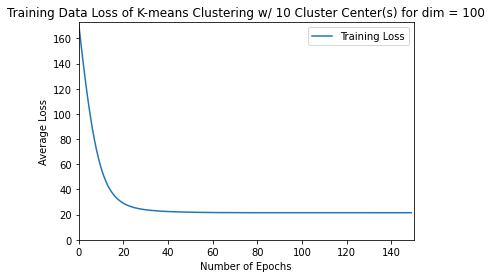 Training Data Loss of K-means Clustering w/ 10 Cluster Center(s) for dim = 100
Training Loss
Average Loss
160
140
120
100
80
60
40
20
0
0 20 40 60 80 100 120 140
Number of Epochs